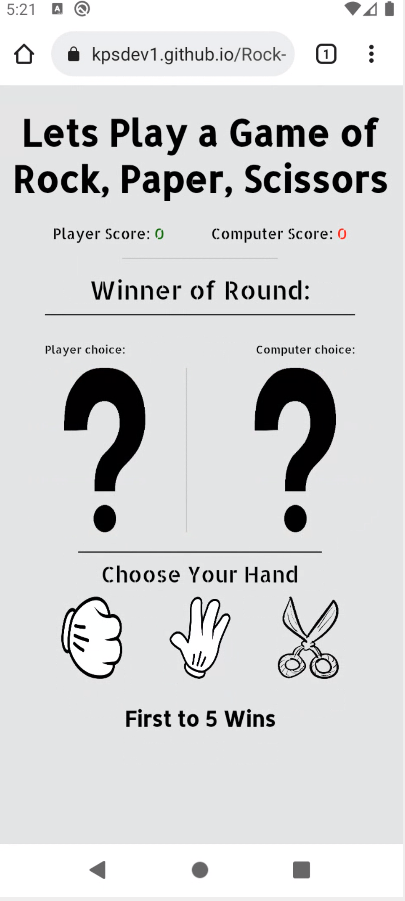 5:21
kpsdev1.github.io/Rock-
1
Lets Play a Game of
Rock, Paper, Scissors
Player Score: 0 Computer Score: 0
Winner of Round:
Player choice: Computer choice:
? ?
Choose Your Hand
First to 5 Wins